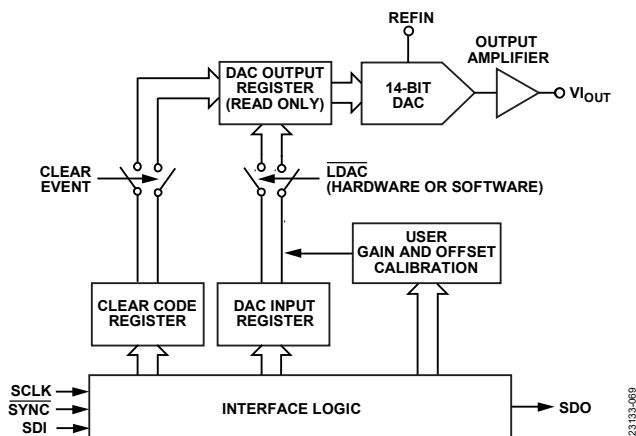 REFIN
OUTPUT
AMPLIFIER
DAC OUTPUT
REGISTER
(READ ONLY)
14-BIT
DAC
VIOUT
CLEAR
EVENT
LDAC
(HARDWARE OR SOFTWARE)
USER
GAIN AND OFFSET
CALIBRATION
CLEAR CODE
REGISTER
DAC INPUT
REGISTER
SCLK
SYNC
SDI
INTERFACE LOGIC
SDO
23133-069